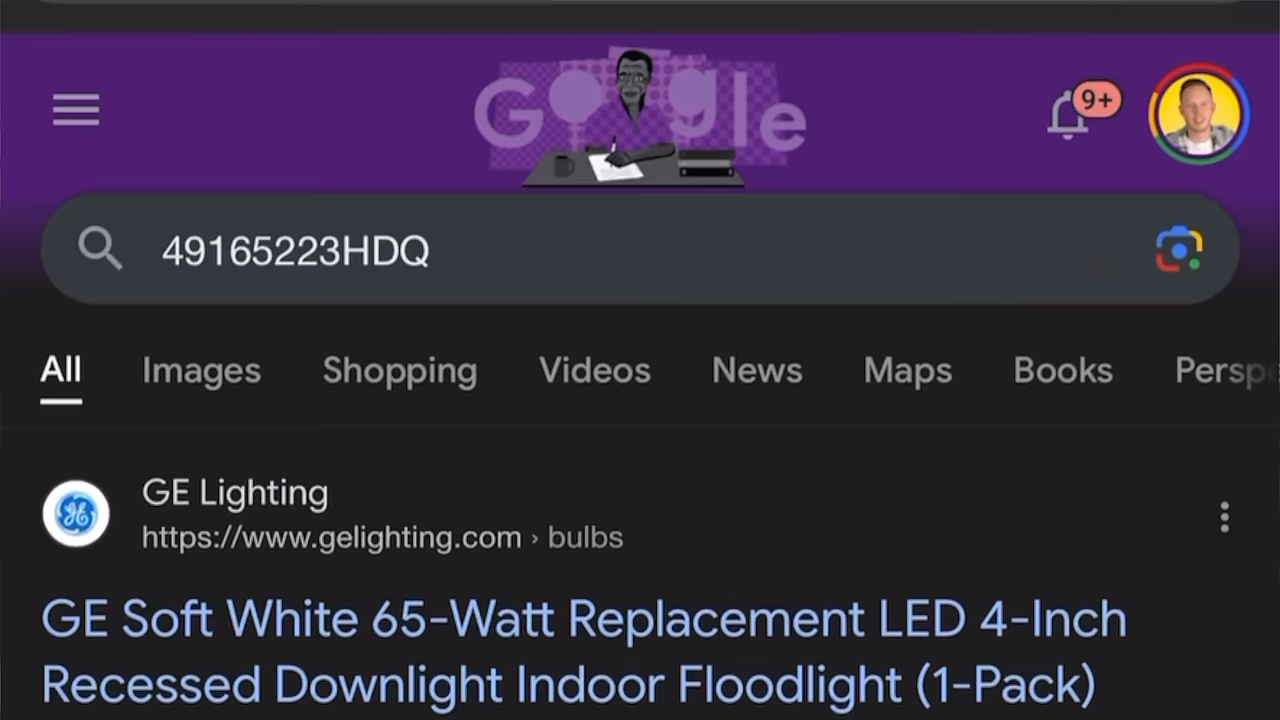 Google
9+
49165223HDQ
All Images Shopping Videos News Maps Books Persp
GE Lighting
https://www.gelighting.com › bulbs
GE Soft White 65-Watt Replacement LED 4-Inch
Recessed Downlight Indoor Floodlight (1-Pack)